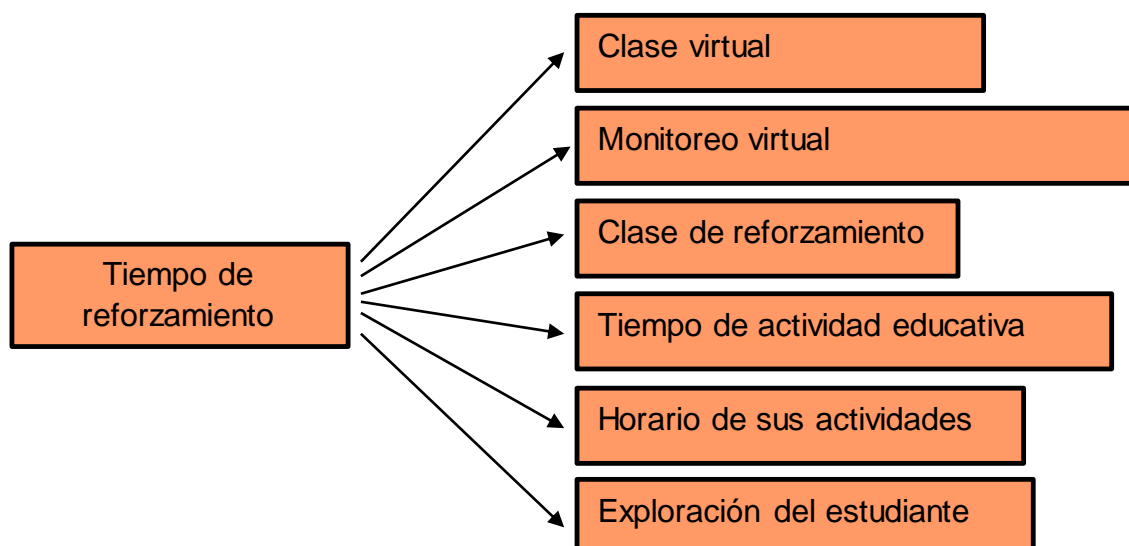 Tiempo de
reforzamiento
Clase virtual
Monitoreo virtual
Clase de reforzamiento
Tiempo de actividad educativa
Horario de sus actividades
Exploración del estudiante